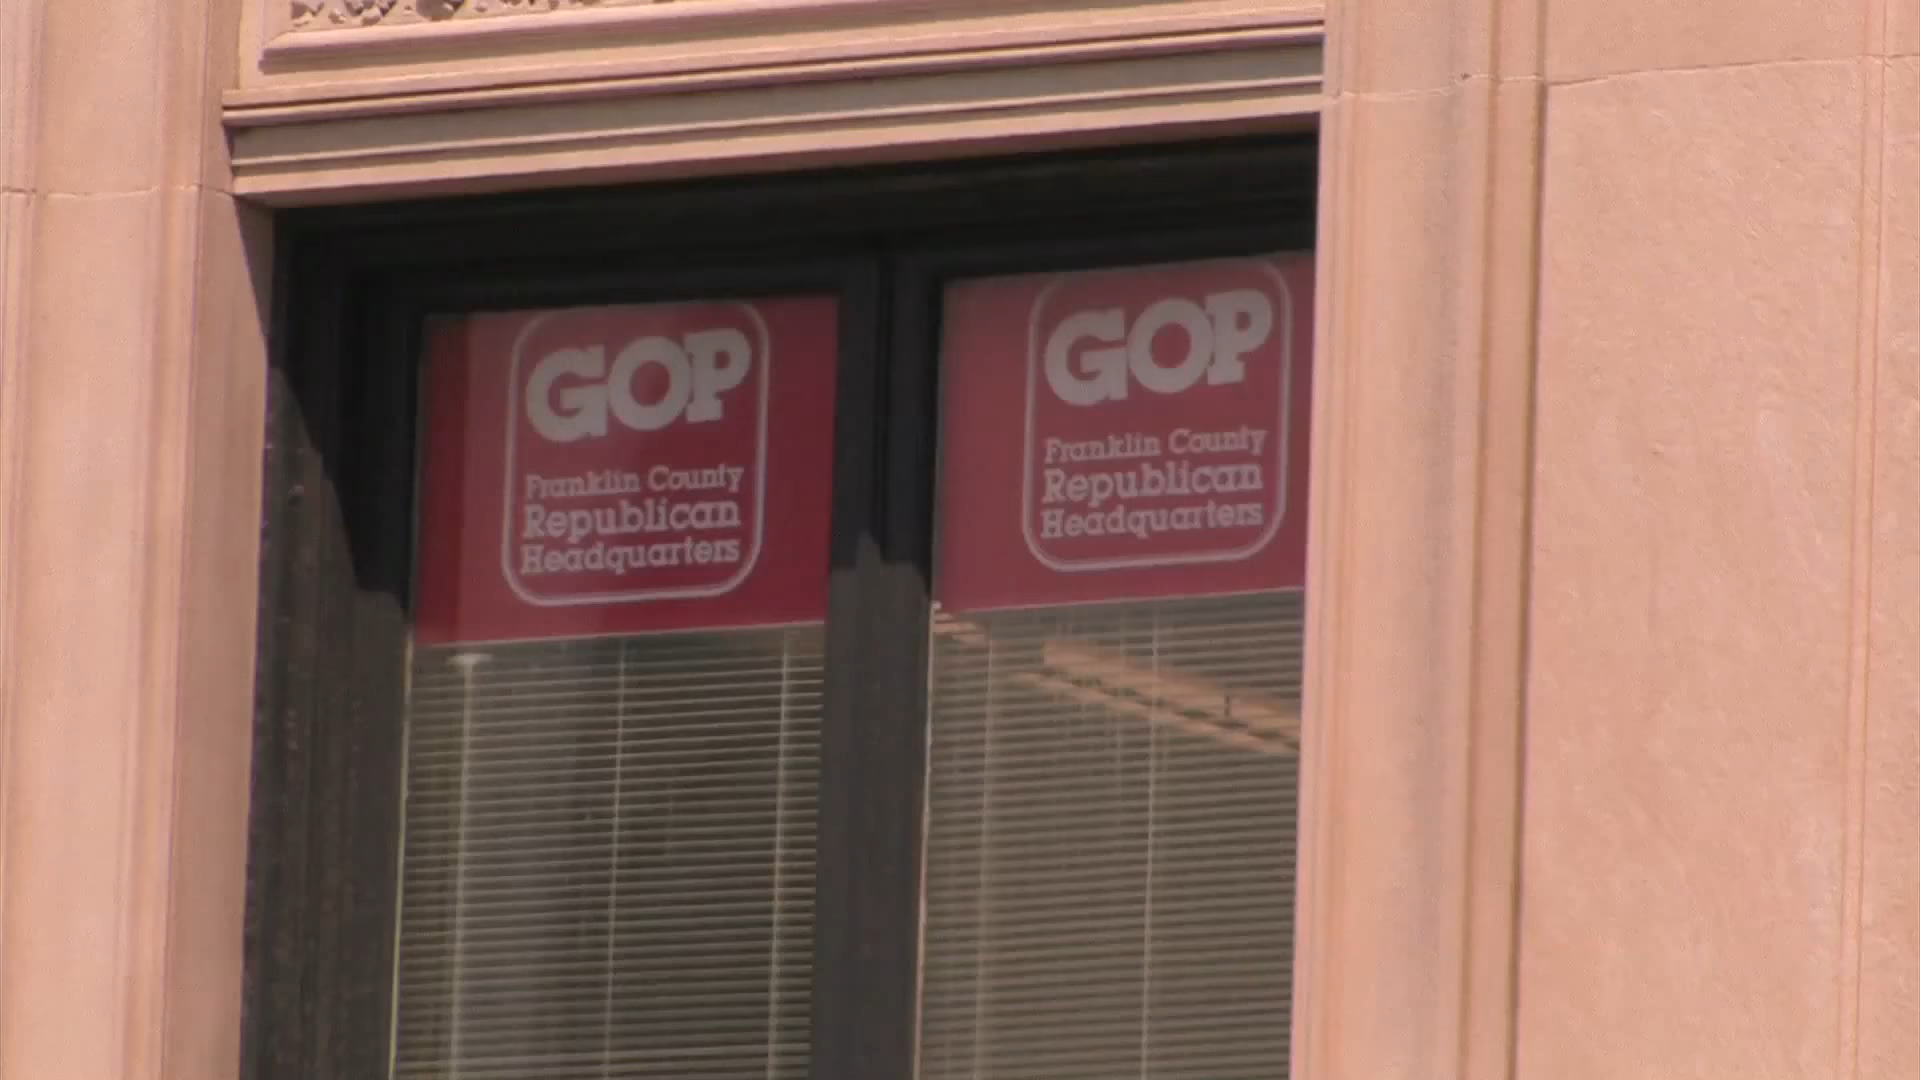 GOP
Franklin County
Republican
Headquarters
GOP
Franklin County
Republican
Headquarters